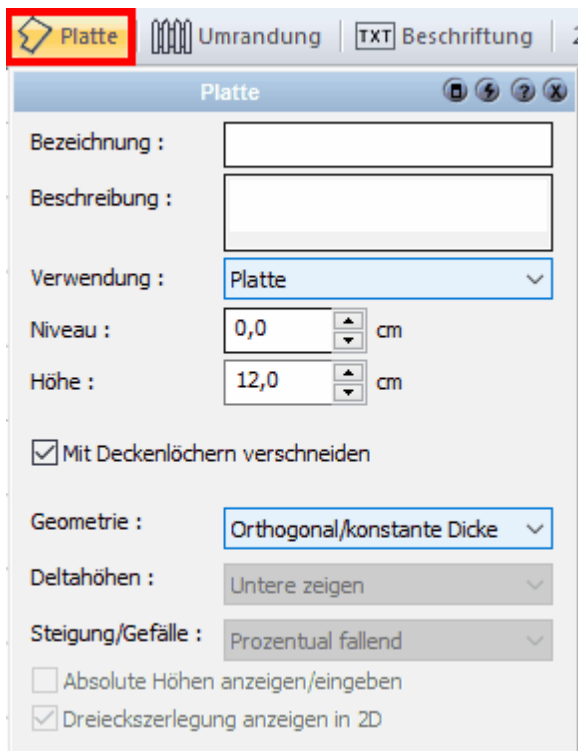 Platte Umrandung TXT Beschriftung
Platte
Bezeichnung :
Beschreibung :
Verwendung : Platte
Niveau : 0,0 cm
Höhe : 12,0 cm
Mit Deckenlöchern verschneiden
Geometrie : Orthogonal/konstante Dicke
Deltahöhen : Untere zeigen
Steigung/Gefälle : Prozentual fallend
Absolute Höhen anzeigen/eingeben
Dreieckszerlegung anzeigen in 2D